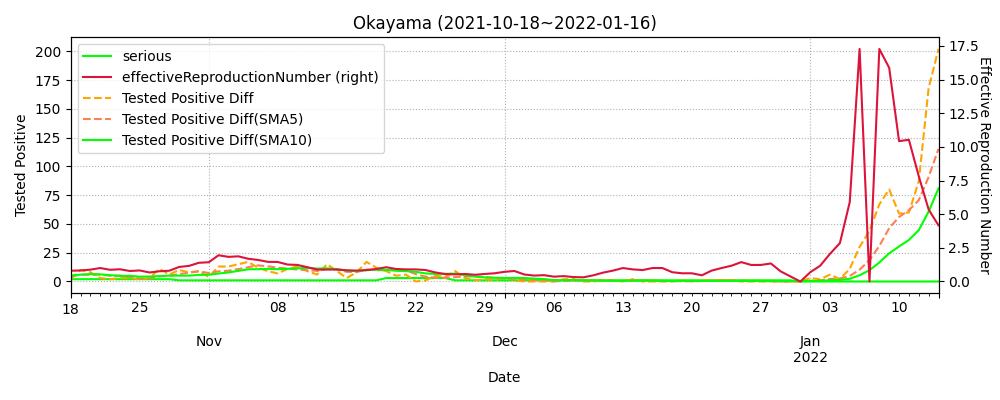 Okayama (2021-10-18~2022-01-16)
serious
effectiveReproductionNumber (right)
Tested Positive Diff
Tested Positive Diff(SMA5)
Tested Positive Diff(SMA10)
Tested Positive
200
175
150
125
100
75
50
25
0
17.5
15.0
12.5
10.0
7.5
5.0
2.5
0.0
Effective Reproduction Number
18 25 08 15 22 29 06 13 20 27 03 10
Nov Dec Jan
2022
Date